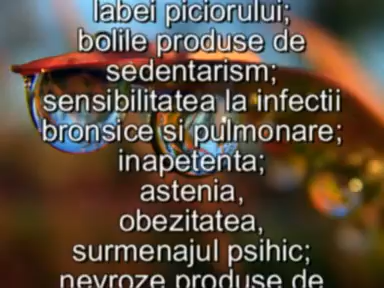 labei piciorului;
bolile produse de
sedentarism;
sensibilitatea la infectii
bronsice si pulmonare;
inapetenta;
astenia,
obezitatea,
surmenajul psihic;
nevroze produse de